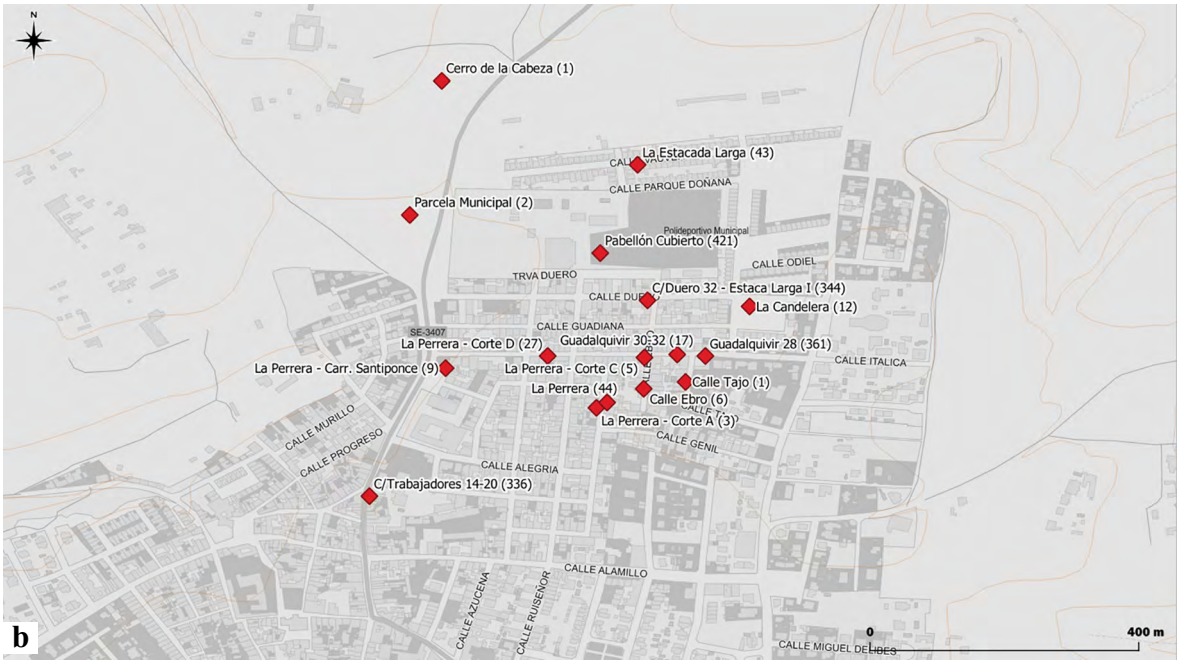 N
Cerro de la Cabeza (1)
La Estacada Larga (43)
CALLE PARQUE DOÑANA
Parcela Municipal (2)
Polideportivo Municipal
Pabellón Cubierto (421)
CALLE ODIEL
TRVA DUERO
C/Duero 32 - Estaca Larga I (344)
CALLE
La Candelera (12)
CALLE GUADIANA
SE-3407
La Perrera - Corte D (27)
Guadalquivir 30-32 (17)
Guadalquivir 28 (361)
CALLE ITALICA
La Perrera - Carr. Santiponce (9)
La Perrera - Corte C (5)
Calle Tajo (1)
La Perrera (44)
Calle Ebro (6)
La Perrera - Corte A (3)
CALLE MURILLO
CALLE GENIL
CALLE PROGRESO
CALLE ALEGRIA
C/Trabajadores 14-20 (336)
CALLE ALAMILLO
CALLE AZUCENA
CALLE RUISEÑOR
b
0 400 m
CALLE MIGUEL DELIBES